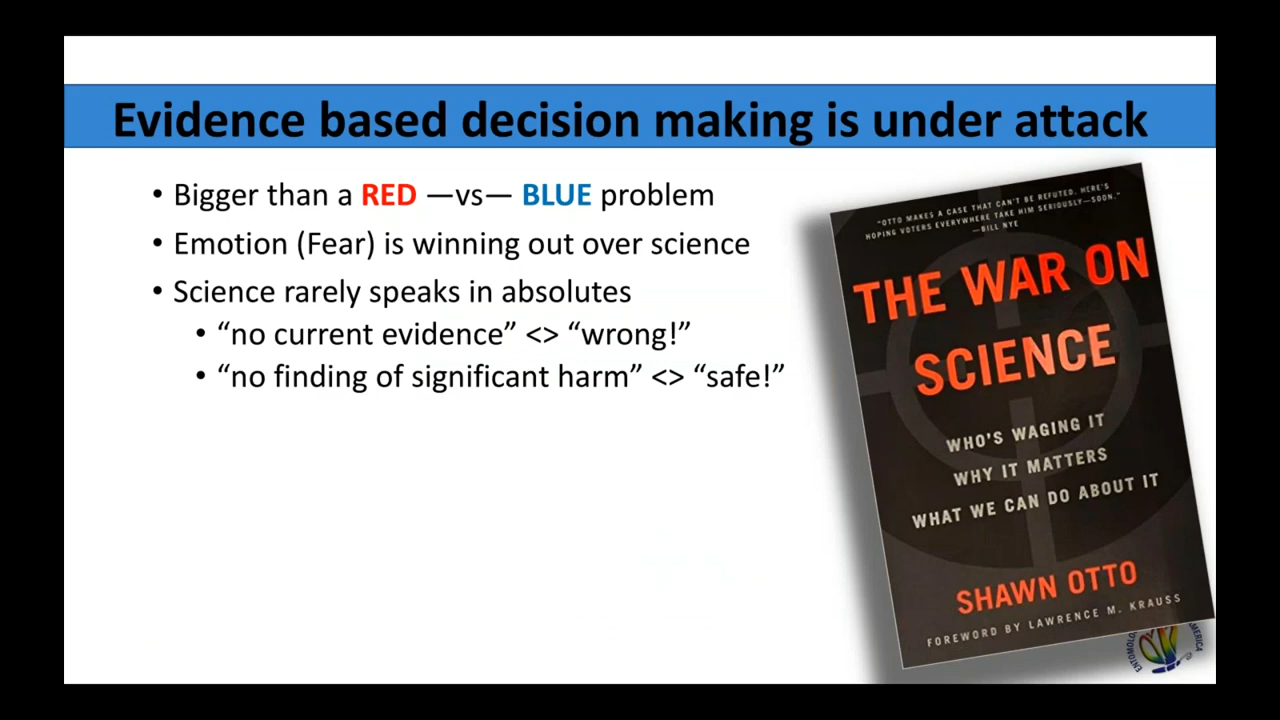 Evidence based decision making is under attack
• Bigger than a RED —vs— BLUE problem
• Emotion (Fear) is winning out over science
• Science rarely speaks in absolutes
• “no current evidence” <> “wrong!”
• “no finding of significant harm” <> “safe!”
“OTTO MAKES A CASE THAT CAN’T BE REFUTED. HERE’S
HOPING VOTERS EVERYWHERE TAKE HIM SERIOUSLY—SOON.”
—BILL NYE
THE WAR ON
SCIENCE
WHO’S WAGING IT
WHY IT MATTERS
WHAT WE CAN DO ABOUT IT
SHAWN OTTO
FOREWORD BY LAWRENCE M. KRAUSS